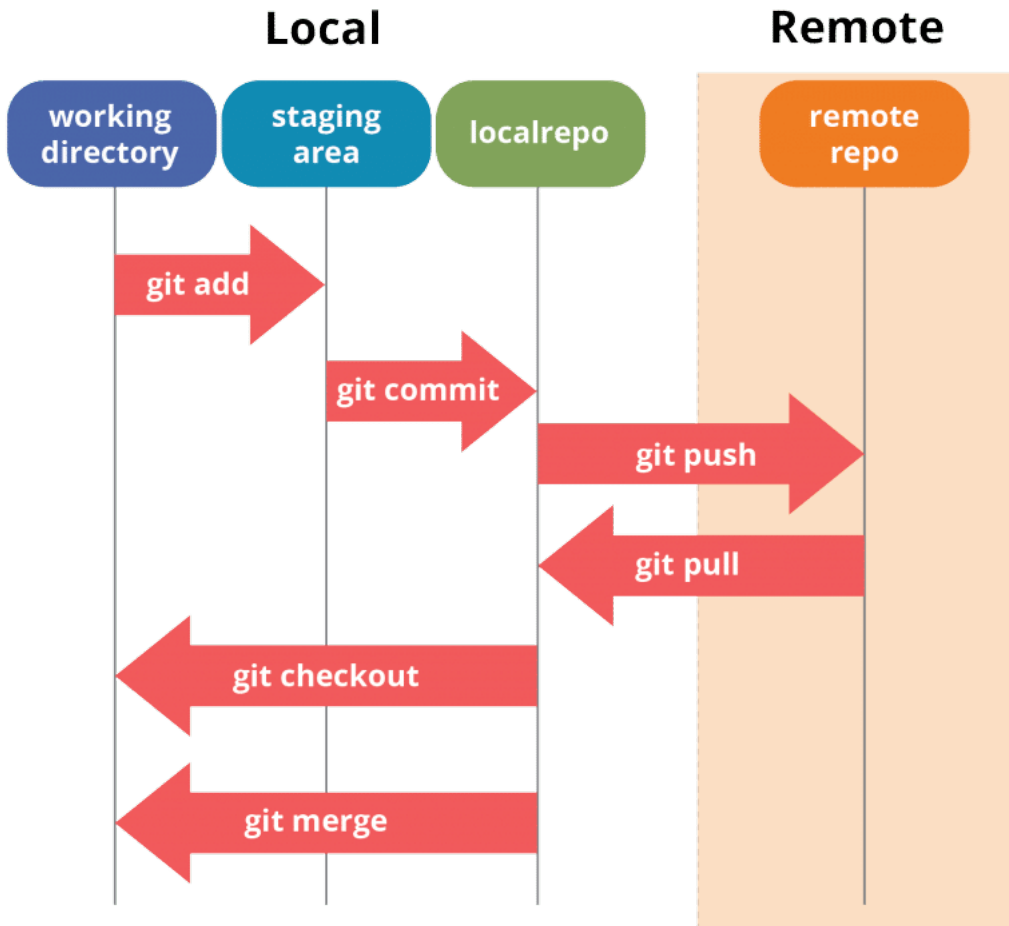 Local
Remote
working
directory
staging
area
localrepo
remote
repo
git add
git commit
git push
git pull
git checkout
git merge